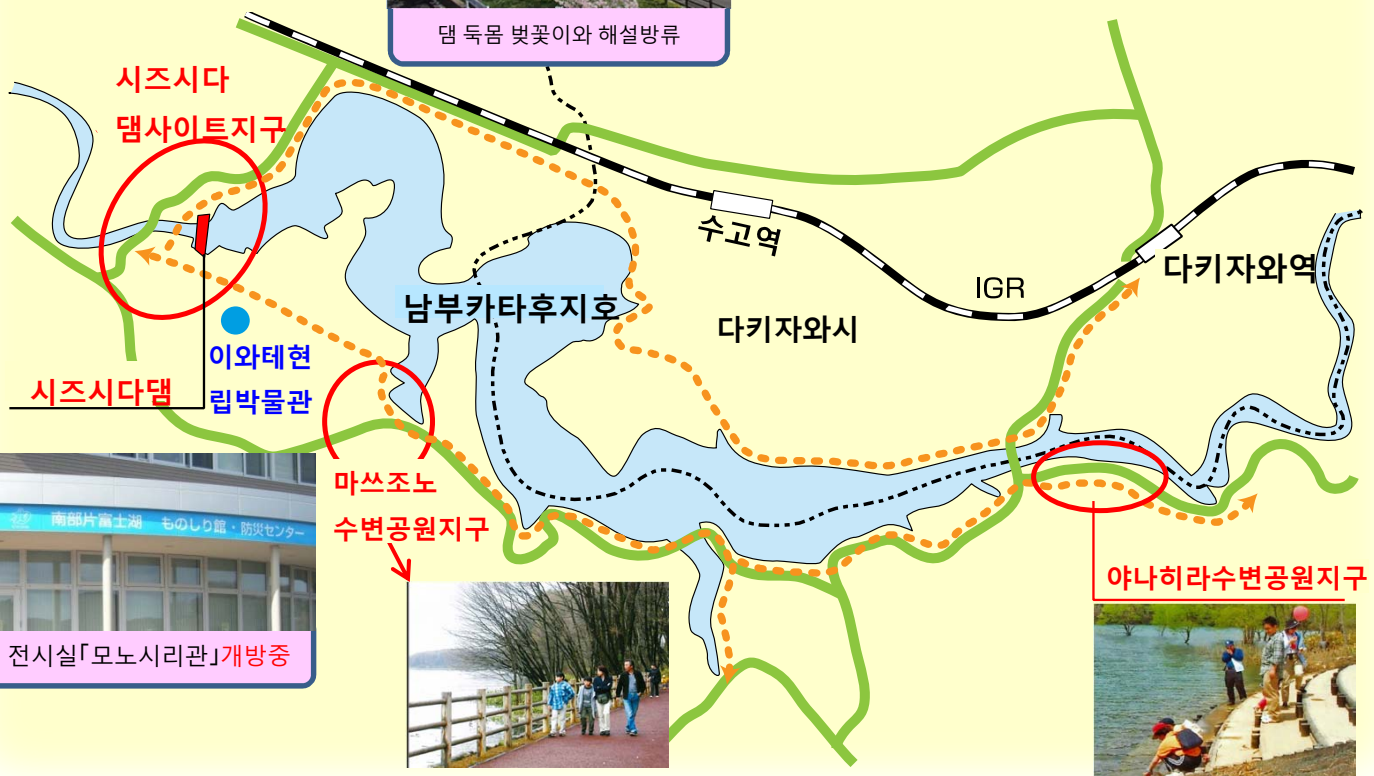 댐 둑몸 벚꽃이와 해설방류
시즈시다
댐사이트지구
수고역
IGR
다키자와역
남부카타후지호
다키자와시
이와테현
립박물관
시즈시다댐
마쓰조노
수변공원지구
南部片富士湖 ものしり館・防災センター
야나히라수변공원지구
전시실「모노시리관」개방중